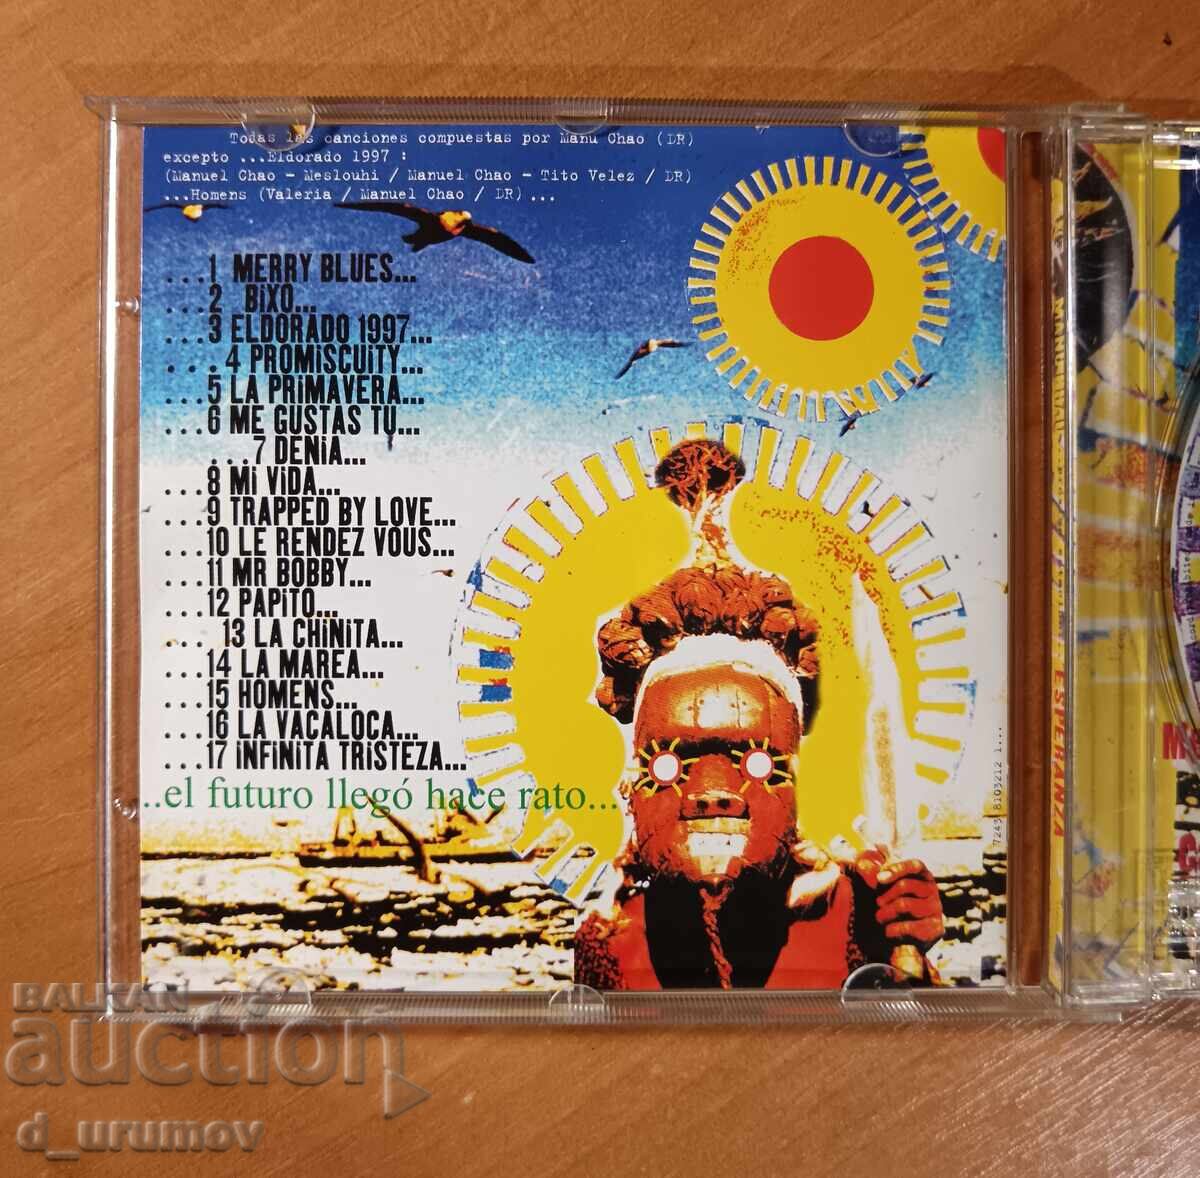 Todas las canciones compuestas por Manu Chao (DR)
excepto ...Eldorado 1997 :
(Manuel Chao - Meslouhi / Manuel Chao - Tito Velez / DR)
...Homens (Valeria / Manuel Chao / DR) ...
...1 MERRY BLUES...
...2 BiXO...
...3 ELDORADO 1997...
...4 PROMiSCUiTY...
...5 LA PRiMAVERA...
...6 ME GUSTAS TU...
...7 DENiA...
...8 Mi ViDA...
...9 TRAPPED BY LOVE...
...10 LE RENDEZ VOUS...
...11 MR BOBBY...
...12 PAPiTO...
...13 LA CHiNiTA...
...14 LA MAREA...
...15 HOMENS...
...16 LA VACALOCA...
...17 iNFiNiTA TRiSTEZA...
..el futuro llegó hace rato...
7243 8103212 1...
ESPERANZA
BALKAN
auction
d_urumov